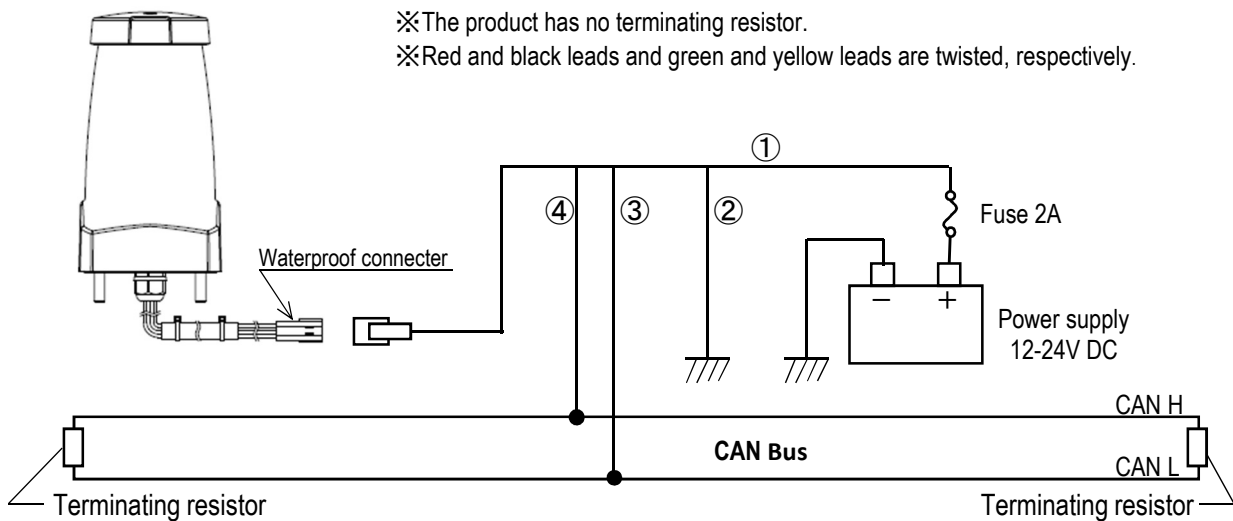 ※The product has no terminating resistor.
※Red and black leads and green and yellow leads are twisted, respectively.
①
④
③
②
Fuse 2A
Waterproof connecter
− +
Power supply
12-24V DC
CAN H
CAN Bus
CAN L
Terminating resistor
Terminating resistor